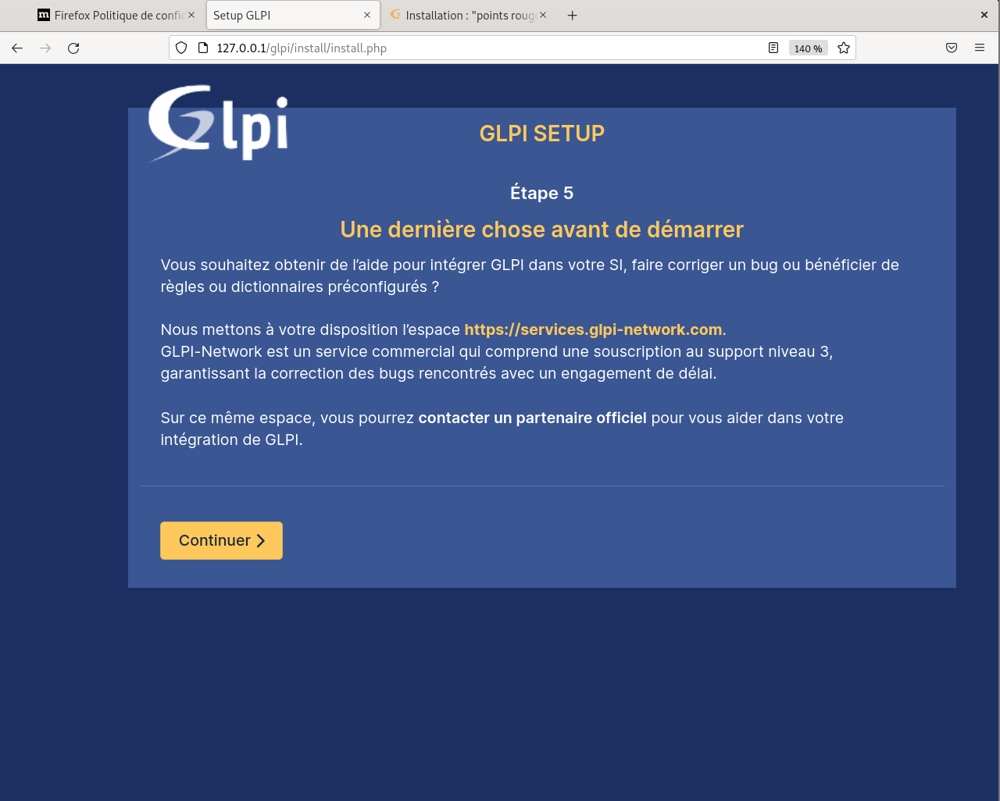 Firefox Politique de confi
Setup GLPI
Installation : "points roug
127.0.0.1/glpi/install/install.php
140 %
Glpi
GLPI SETUP
Étape 5
Une dernière chose avant de démarrer
Vous souhaitez obtenir de l’aide pour intégrer GLPI dans votre SI, faire corriger un bug ou bénéficier de
règles ou dictionnaires préconfigurés ?
Nous mettons à votre disposition l’espace https://services.glpi-network.com.
GLPI-Network est un service commercial qui comprend une souscription au support niveau 3,
garantissant la correction des bugs rencontrés avec un engagement de délai.
Sur ce même espace, vous pourrez contacter un partenaire officiel pour vous aider dans votre
intégration de GLPI.
Continuer